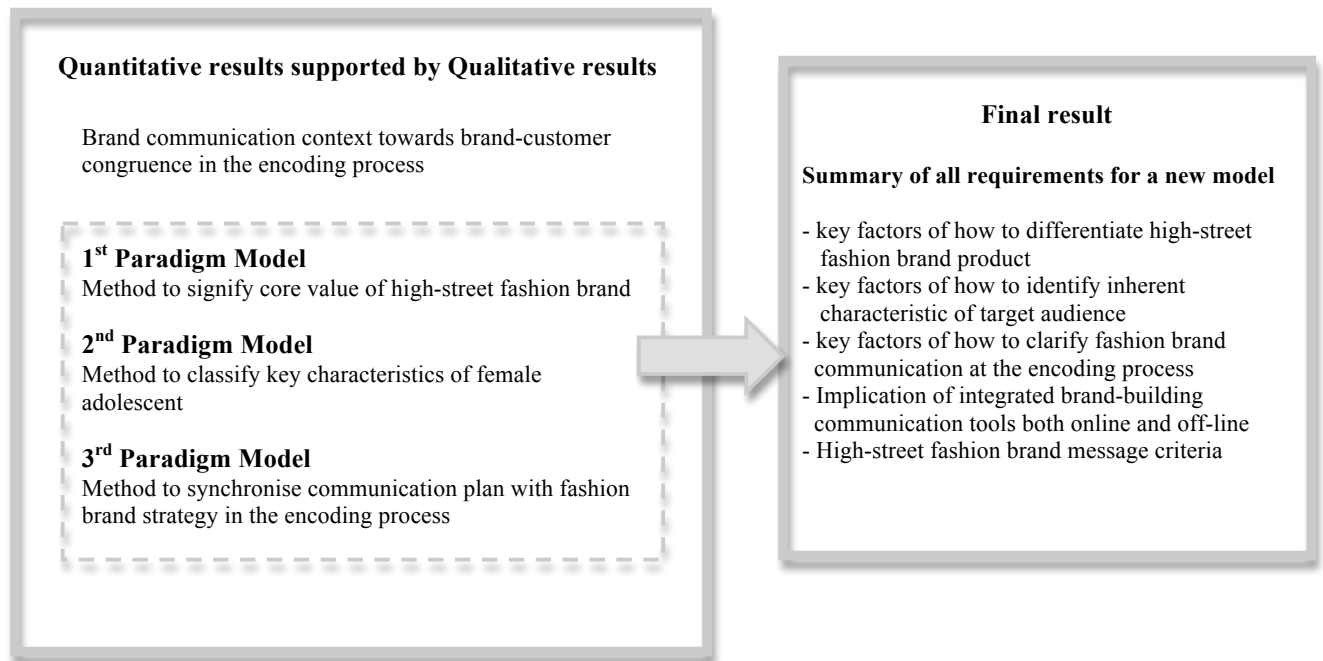 Quantitative results supported by Qualitative results
Brand communication context towards brand-customer
congruence in the encoding process
1st Paradigm Model
Method to signify core value of high-street fashion brand
2nd Paradigm Model
Method to classify key characteristics of female
adolescent
3rd Paradigm Model
Method to synchronise communication plan with fashion
brand strategy in the encoding process
Final result
Summary of all requirements for a new model
- key factors of how to differentiate high-street
fashion brand product
- key factors of how to identify inherent
characteristic of target audience
- key factors of how to clarify fashion brand
communication at the encoding process
- Implication of integrated brand-building
communication tools both online and off-line
- High-street fashion brand message criteria